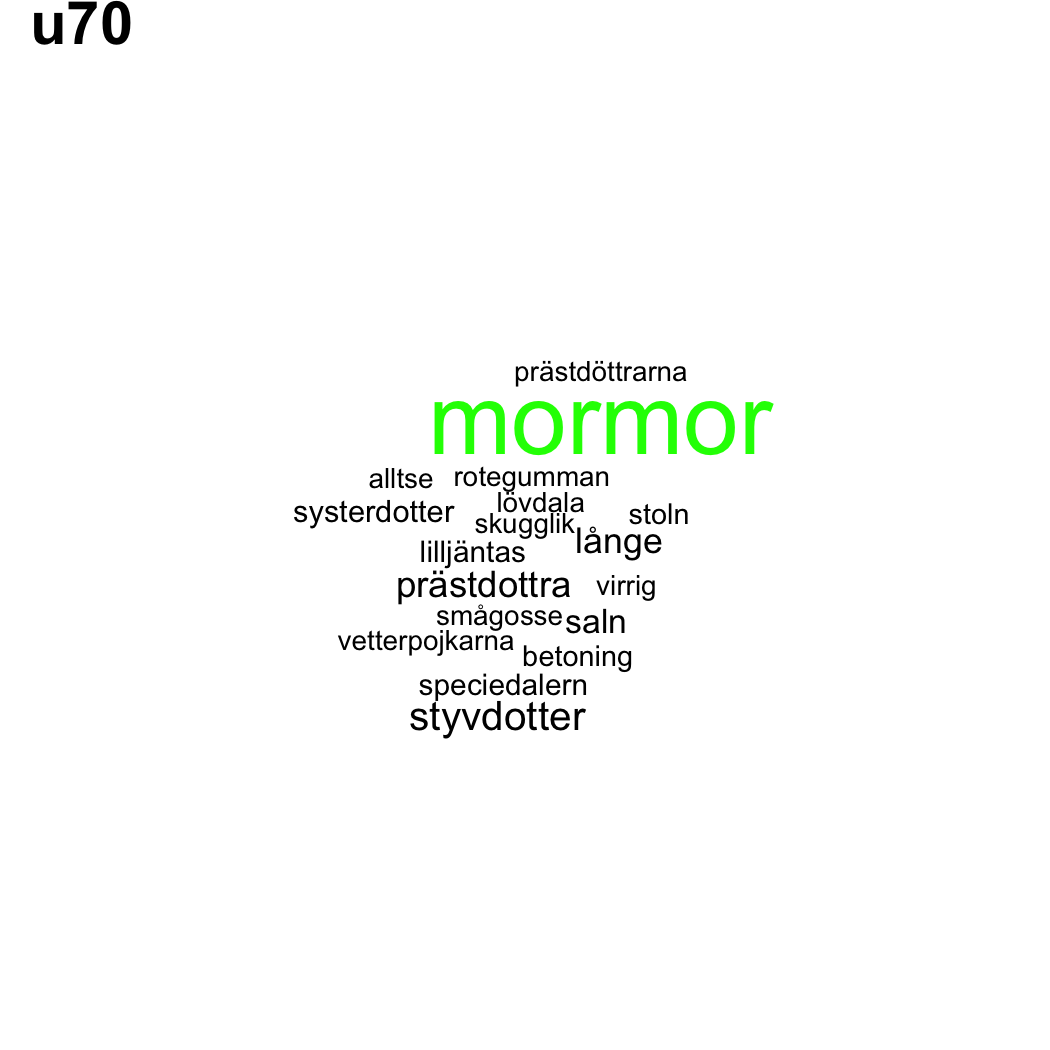 u70
prästdöttrarna
mormor
alltse rotegumman
lövdala
systerdotter stoln
skugglik
långe
lilljäntas
prästdottra virrig
smågosse saln
vetterpojkarna
betoning
speciedalern
styvdotter